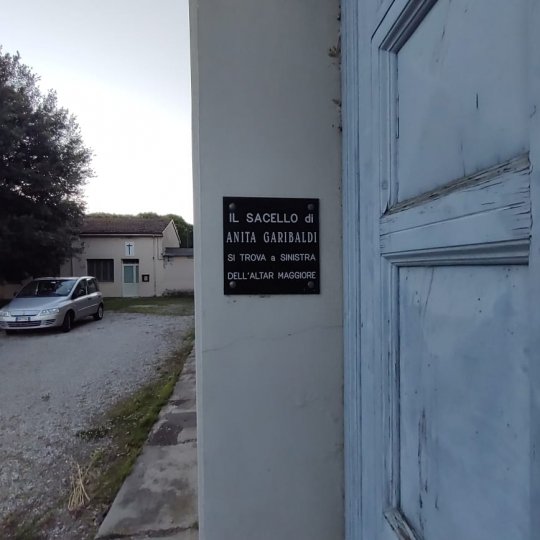 IL SACELLO di
ANITA GARIBALDI
SI TROVA a SINISTRA
DELL'ALTAR MAGGIORE